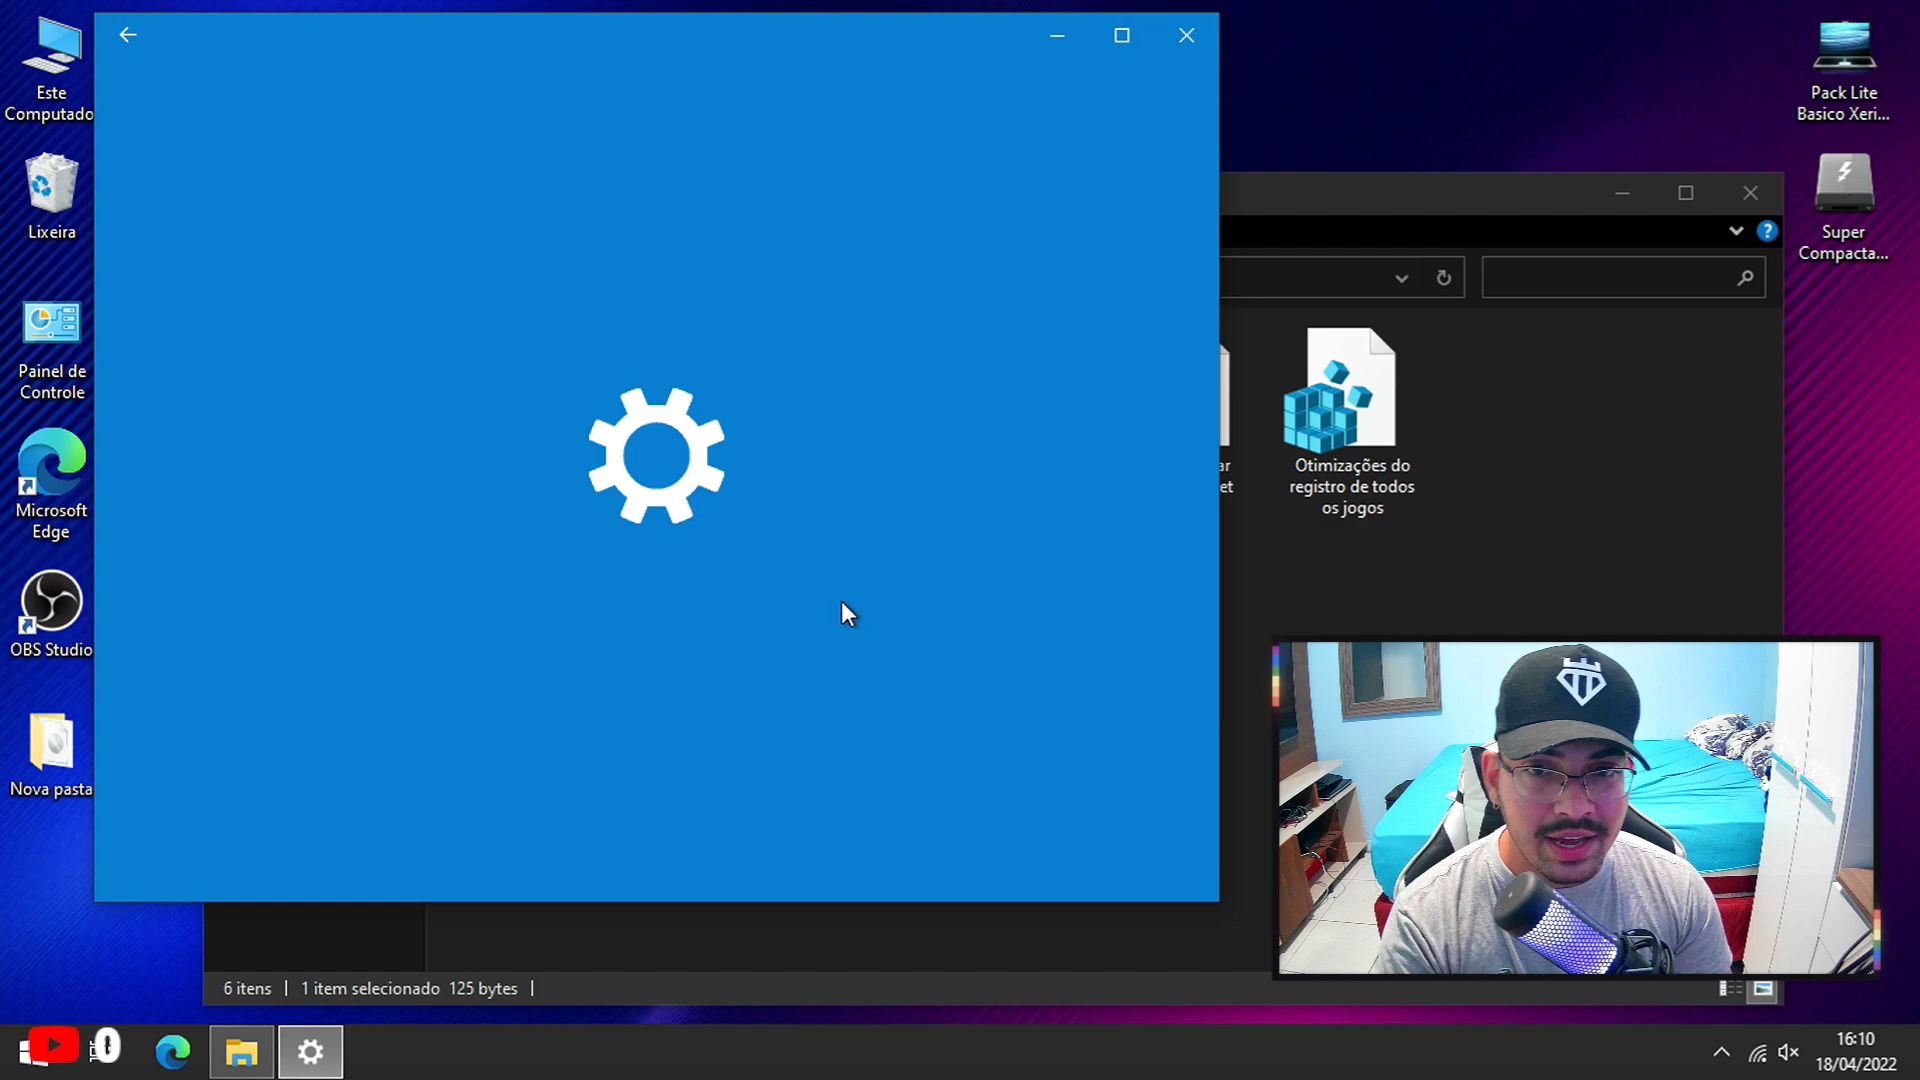 Este
Computado
Lixeira
Painel de
Controle
Microsoft
Edge
OBS Studio
Nova pasta
Pack Lite
Basico Xeri...
Super
Compacta...
?
ar
et
Otimizações do
registro de todos
os jogos
6 itens
1 item selecionado 125 bytes
16:10
18/04/2022